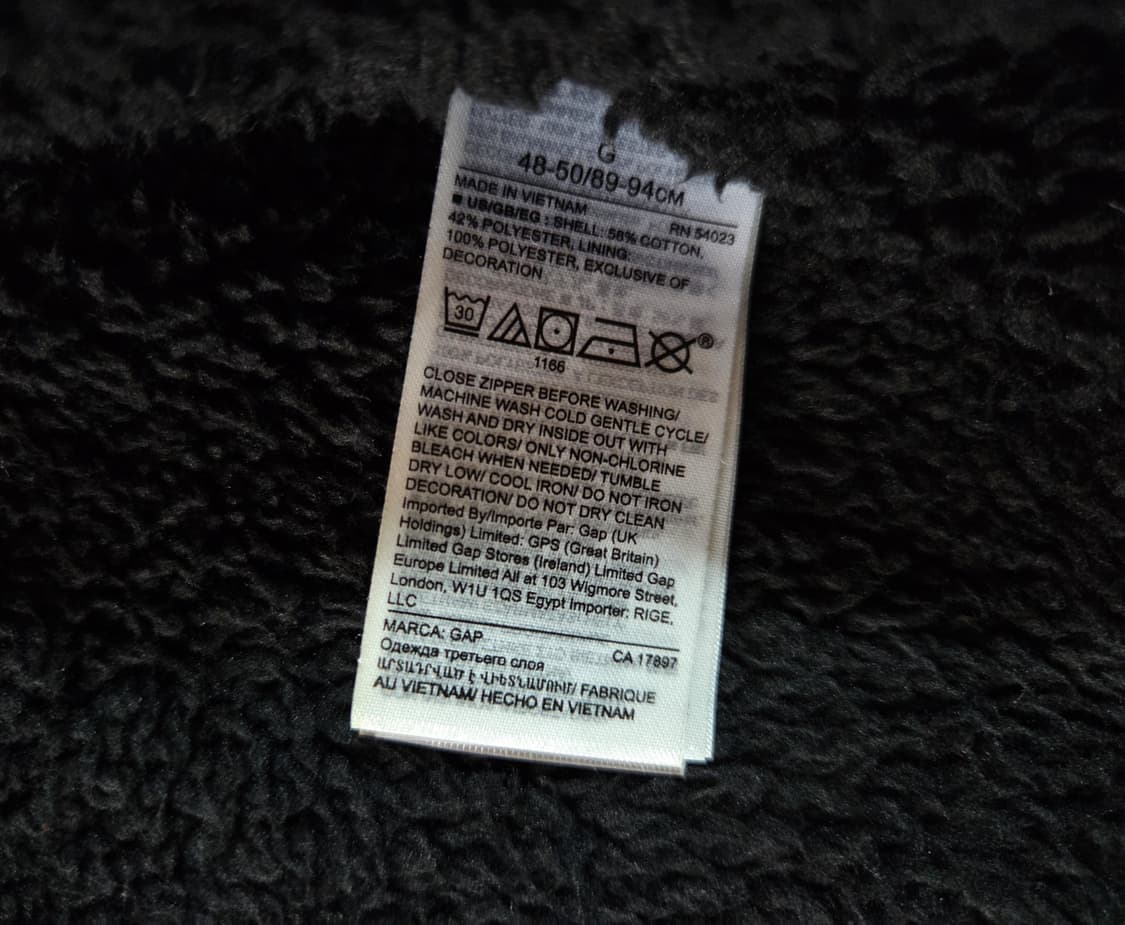 G
48-50/89-94CM
MADE IN VIETNAM RN 54023
■ US/GB/EG : SHELL: 58% COTTON,
42% POLYESTER, LINING:
100% POLYESTER, EXCLUSIVE OF
DECORATION
30
®
1166
CLOSE ZIPPER BEFORE WASHING/
MACHINE WASH COLD GENTLE CYCLE/
WASH AND DRY INSIDE OUT WITH
LIKE COLORS/ ONLY NON-CHLORINE
BLEACH WHEN NEEDED/ TUMBLE
DRY LOW/ COOL IRON/ DO NOT IRON
DECORATION/ DO NOT DRY CLEAN
Imported By/Importe Par: Gap (UK
Holdings) Limited: GPS (Great Britain)
Limited Gap Stores (Ireland) Limited Gap
Europe Limited All at 103 Wigmore Street,
London, W1U 1QS Egypt Importer: RIGE,
LLC
MARCA: GAP CA 17897
Одежда третьего слоя
ԱՐՏԱԴՐՎԱԾ Է ՎԻԵՏՆԱՄՈՒՄ/ FABRIQUE
AU VIETNAM/ HECHO EN VIETNAM